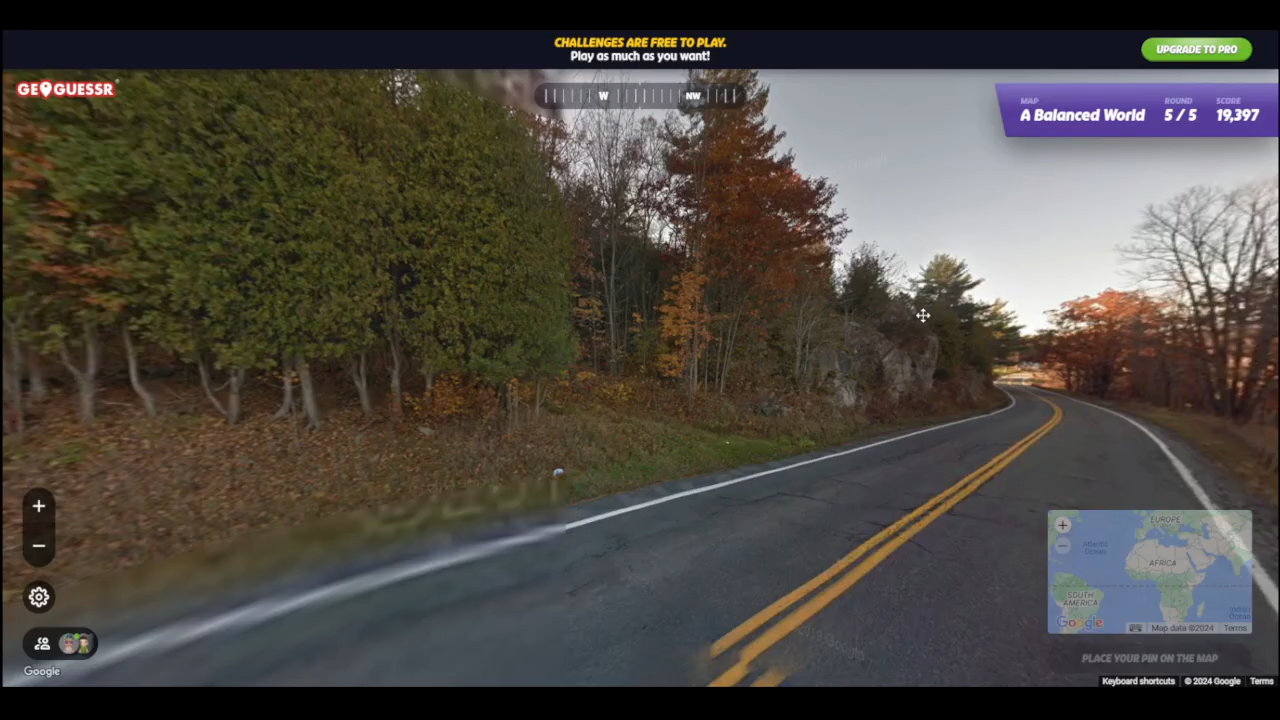 CHALLENGES ARE FREE TO PLAY.
Play as much as you want!
UPGRADE TO PRO
GEOGUESSR
W NW
MAP ROUND SCORE
A Balanced World 5 / 5 19,397
EUROPE
Atlantic
Ocean
AFRICA
SOUTH
AMERICA
Indian
Ocean
Google
Map data ©2024 Terms
PLACE YOUR PIN ON THE MAP
Google
Keyboard shortcuts © 2024 Google Terms